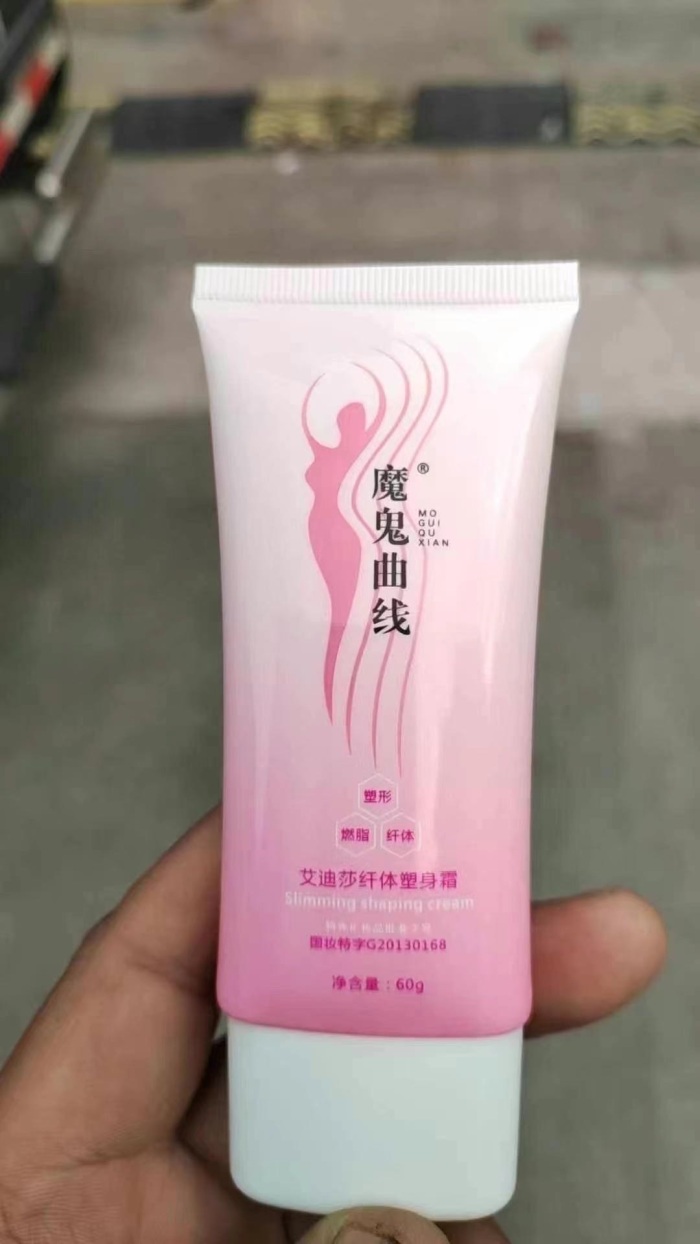 魔鬼曲线®
MO
GUI
QU
XIAN
塑形
燃脂 纤体
艾迪莎纤体塑身霜
Slimming shaping cream
国妆特字G20130168
净含量：60g